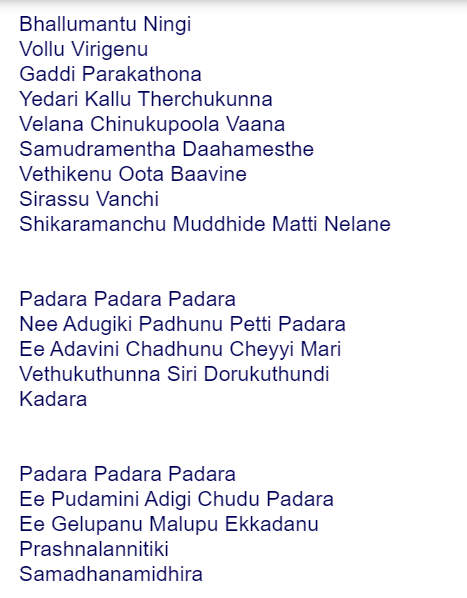 Bhallumantu Ningi
Vollu Virigenu
Gaddi Parakathona
Yedari Kallu Therchukunna
Velana Chinukupoola Vaana
Samudramentha Daahamesthe
Vethikenu Oota Baavine
Sirassu Vanchi
Shikaramanchu Muddhide Matti Nelane
Padara Padara Padara
Nee Adugiki Padhunu Petti Padara
Ee Adavini Chadhunu Cheyyi Mari
Vethukuthunna Siri Dorukuthundi
Kadara
Padara Padara Padara
Ee Pudamini Adigi Chudu Padara
Ee Gelupanu Malupu Ekkadanu
Prashnalannitiki
Samadhanamidhira